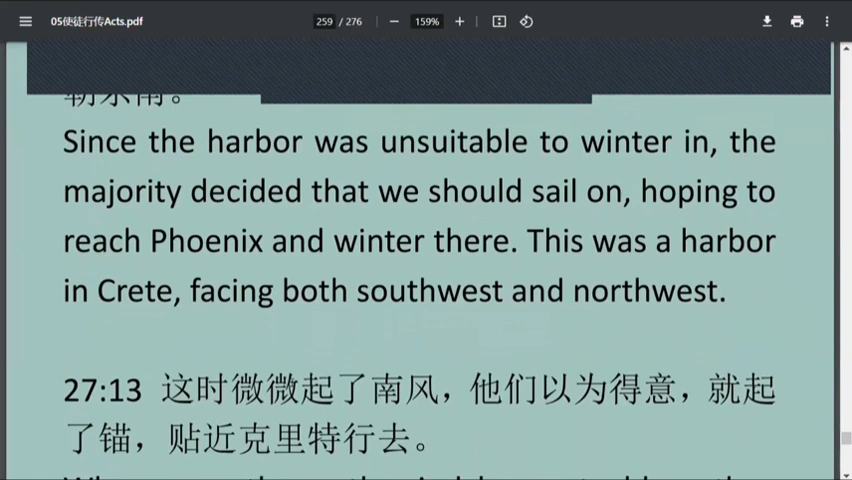 05使徒行传Acts.pdf
259 / 276
159%
Since the harbor was unsuitable to winter in, the
majority decided that we should sail on, hoping to
reach Phoenix and winter there. This was a harbor
in Crete, facing both southwest and northwest.
27:13 这时微微起了南风，他们以为得意，就起
了锚，贴近克里特行去。